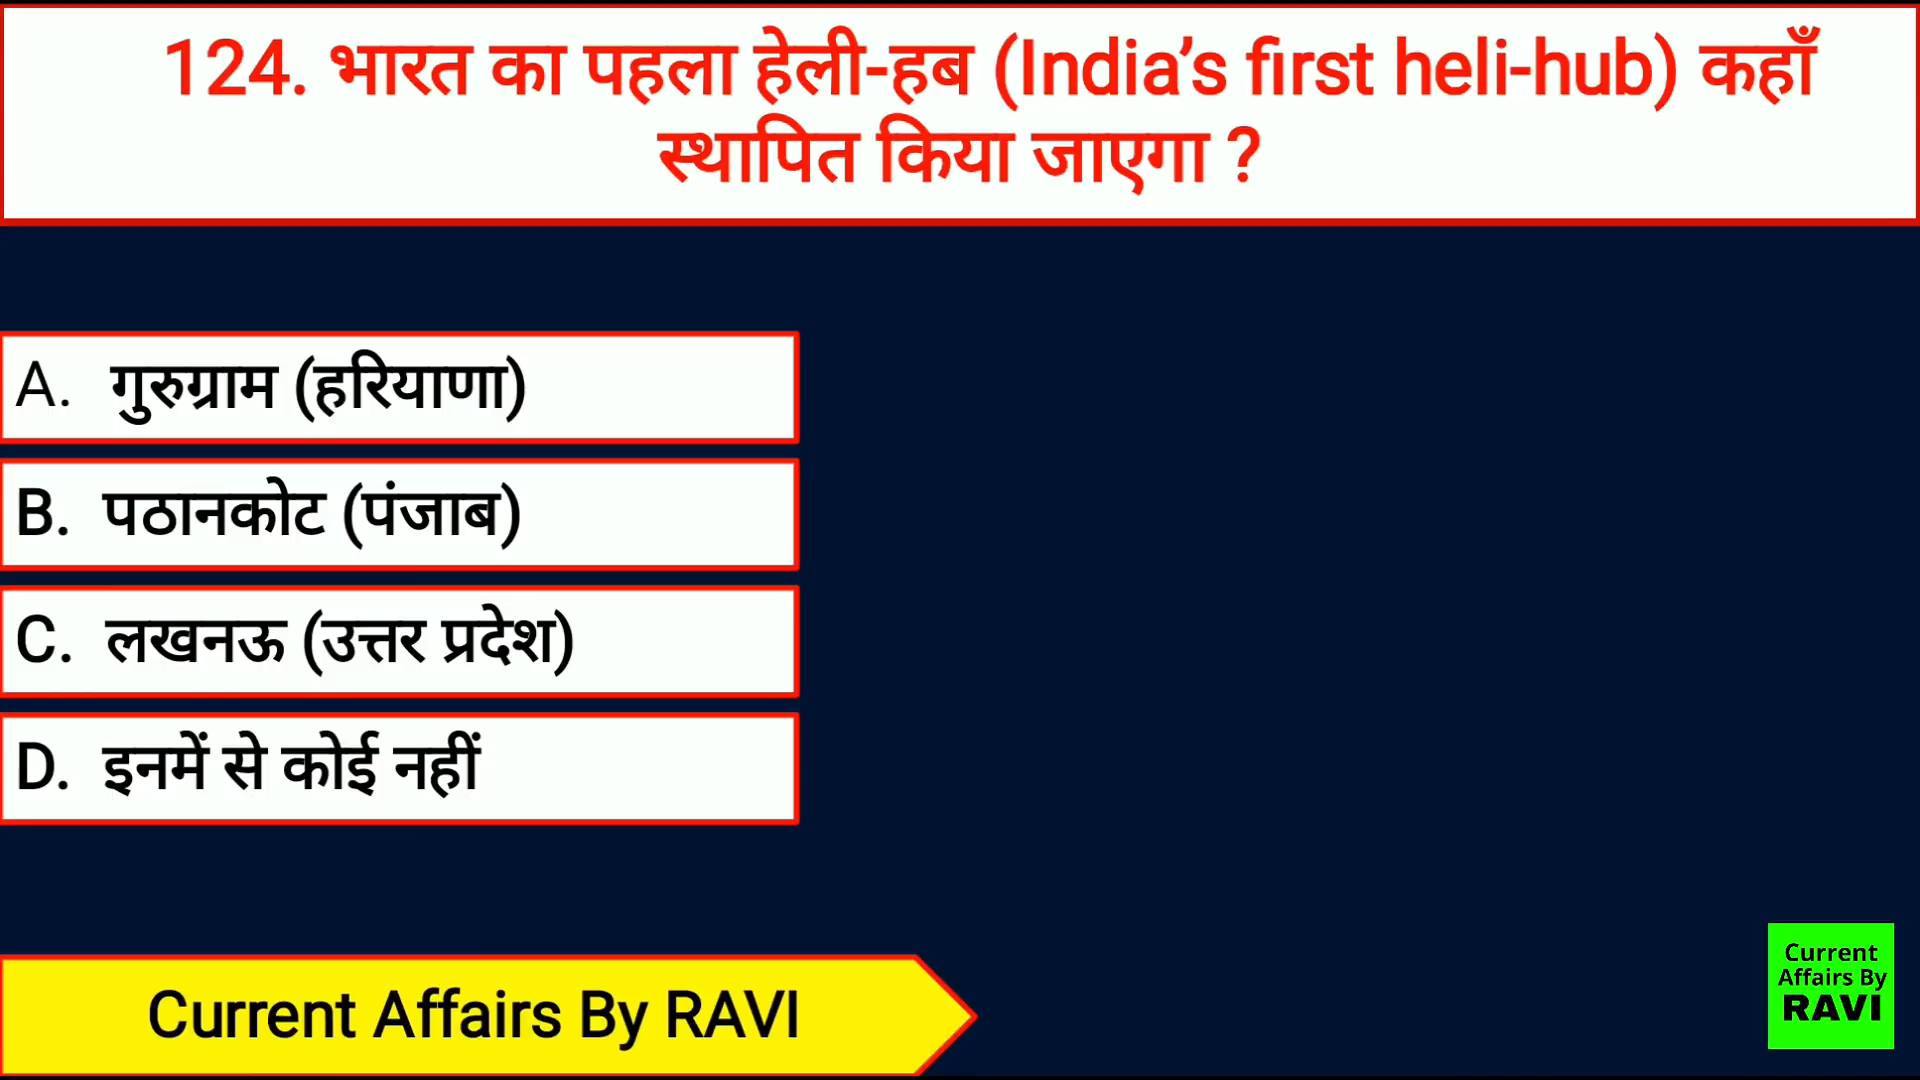 124. भारत का पहला हेली-हब (India’s first heli-hub) कहाँ
स्थापित किया जाएगा ?
A. गुरुग्राम (हरियाणा)
B. पठानकोट (पंजाब)
C. लखनऊ (उत्तर प्रदेश)
D. इनमें से कोई नहीं
Current Affairs By RAVI
Current
Affairs By
RAVI